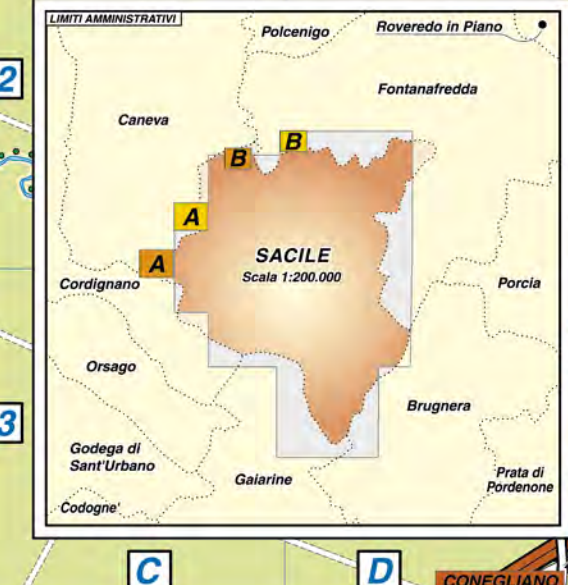 LIMITI AMMINISTRATIVI
Polcenigo
Roveredo in Piano
2
Fontanafredda
Caneva
B
B
A
SACILE
A
Scala 1:200.000
Cordignano
Porcia
Orsago
Brugnera
3
Godega di
Sant'Urbano
Gaiarine
Prata di
Pordenone
Codogne'
C
D
CONEGLIANO